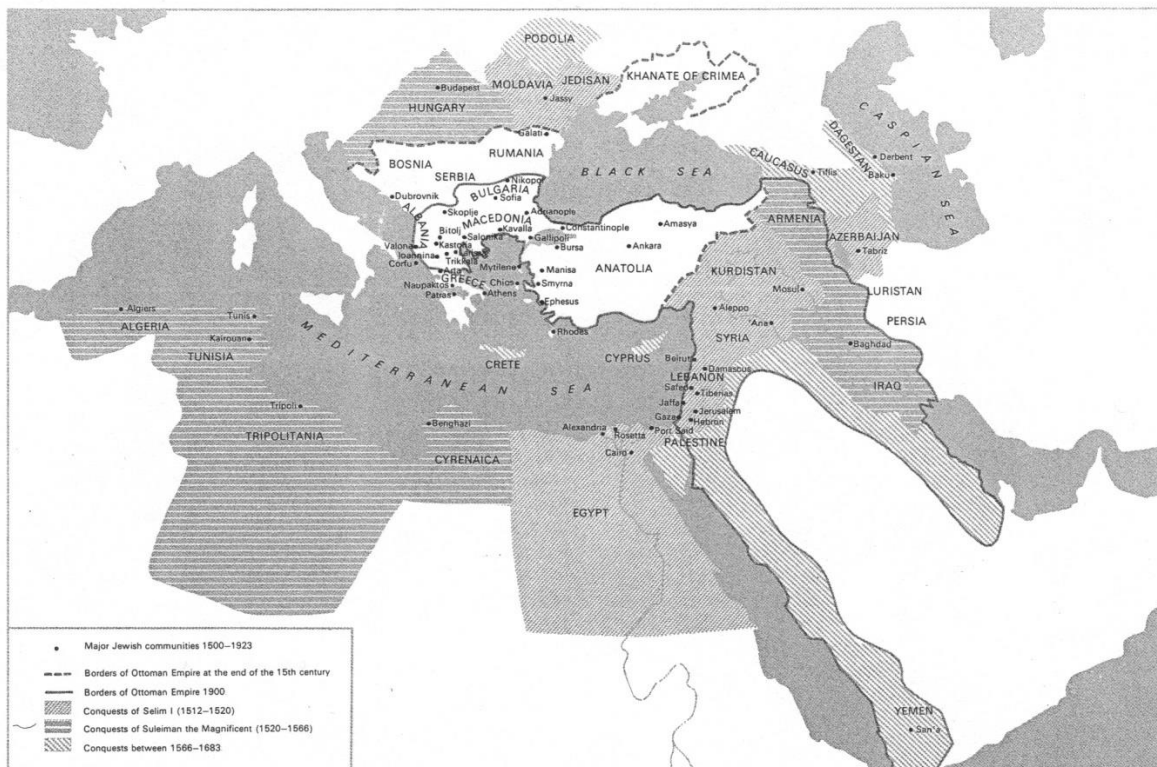 PODOLIA
KHANATE OF CRIMEA
MOLDAVIA
JEDISAN
Budapest
Jassy
HUNGARY
CASPIAN SEA
Galati
DAGESTAN
BOSNIA
RUMANIA
CAUCASUS
Derbent
SERBIA
BLACK SEA
Tiflis
Baku
Nikopol
Dubrovnik
BULGARIA
Sofia
ALBANIA
Skoplje
Adrianople
ARMENIA
MACEDONIA
Constantinople
Amasya
Bitolj
Salonika
Kavalla
Gallipoli
AZERBAIJAN
Valona
Kastoria
Bursa
Ankara
Tabriz
Ioannina
Larissa
Trikkala
Corfu
Mytilene
Manisa
ANATOLIA
KURDISTAN
Arta
GREECE
Chios
Smyrna
Mosul
LURISTAN
Naupaktos
Patras
Athens
Ephesus
Aleppo
PERSIA
Algiers
Tunis
'Ana
ALGERIA
Rhodes
SYRIA
Kairouan
Baghdad
TUNISIA
MEDITERRANEAN SEA
CRETE
CYPRUS
Beirut
Damascus
LEBANON
IRAQ
Safed
Tiberias
Jaffa
Jerusalem
Tripoli
Gaza
Hebron
Benghazi
Alexandria
Rosetta
Port Said
TRIPOLITANIA
PALESTINE
CYRENAICA
Cairo
EGYPT
YEMEN
San'a
Major Jewish communities 1500–1923
Borders of Ottoman Empire at the end of the 15th century
Borders of Ottoman Empire 1900
Conquests of Selim I (1512–1520)
Conquests of Suleiman the Magnificent (1520–1566)
Conquests between 1566–1683